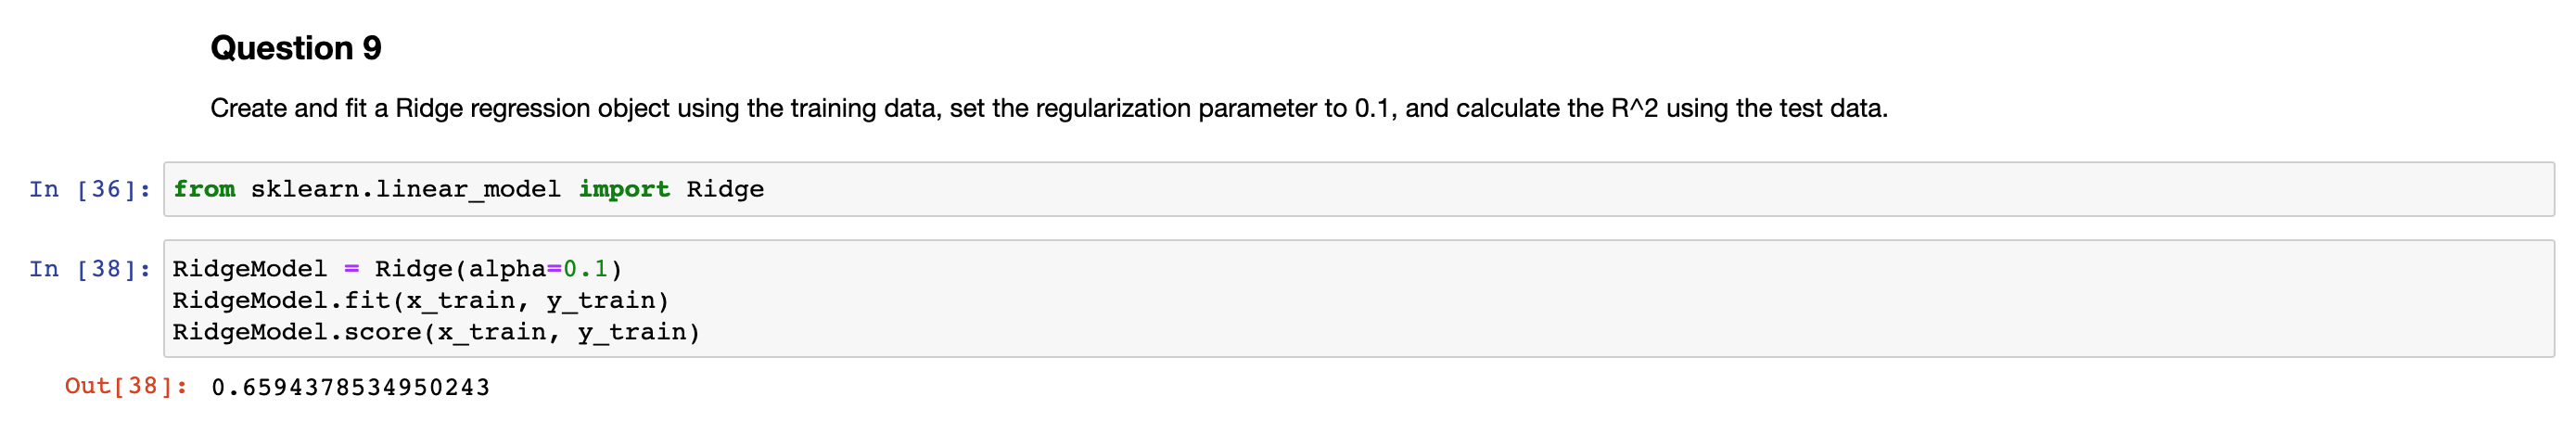 Question 9
Create and fit a Ridge regression object using the training data, set the regularization parameter to 0.1, and calculate the R^2 using the test data.
In [36]: from sklearn.linear_model import Ridge
In [38]: RidgeModel = Ridge(alpha=0.1)
RidgeModel.fit(x_train, y_train)
RidgeModel.score(x_train, y_train)
Out[38]: 0.6594378534950243